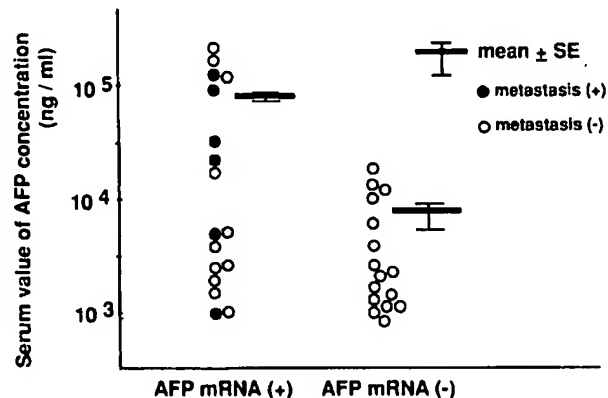 Serum value of AFP concentration
(ng / ml)
10⁵
10⁴
10³
mean ± SE
metastasis (+)
metastasis (-)
AFP mRNA (+)
AFP mRNA (-)